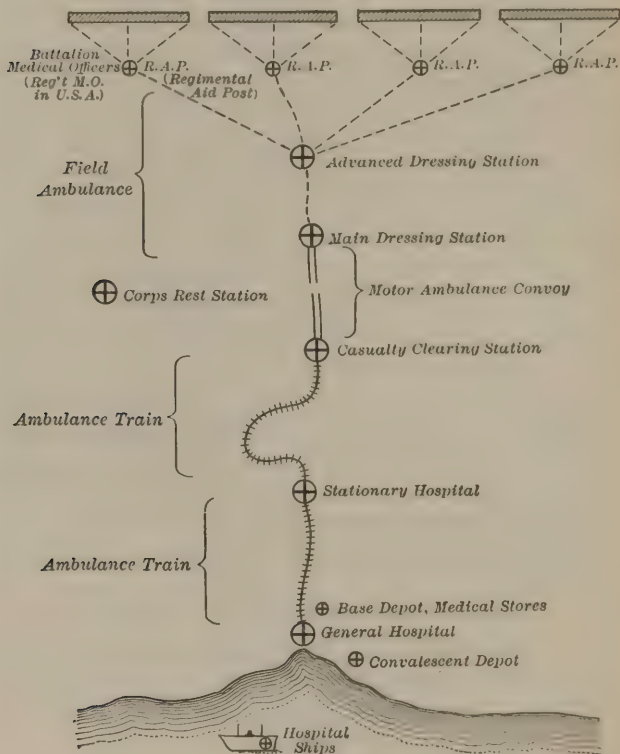 Battalion
Medical Officers
(Reg't M.O.
in U.S.A.)
R.A.P.
(Regimental
Aid Post)
R.A.P.
R.A.P.
R.A.P.
Advanced Dressing Station
Field
Ambulance
Main Dressing Station
Motor Ambulance Convoy
Corps Rest Station
Casualty Clearing Station
Ambulance Train
Stationary Hospital
Ambulance Train
Base Depot, Medical Stores
General Hospital
Convalescent Depot
Hospital
Ships